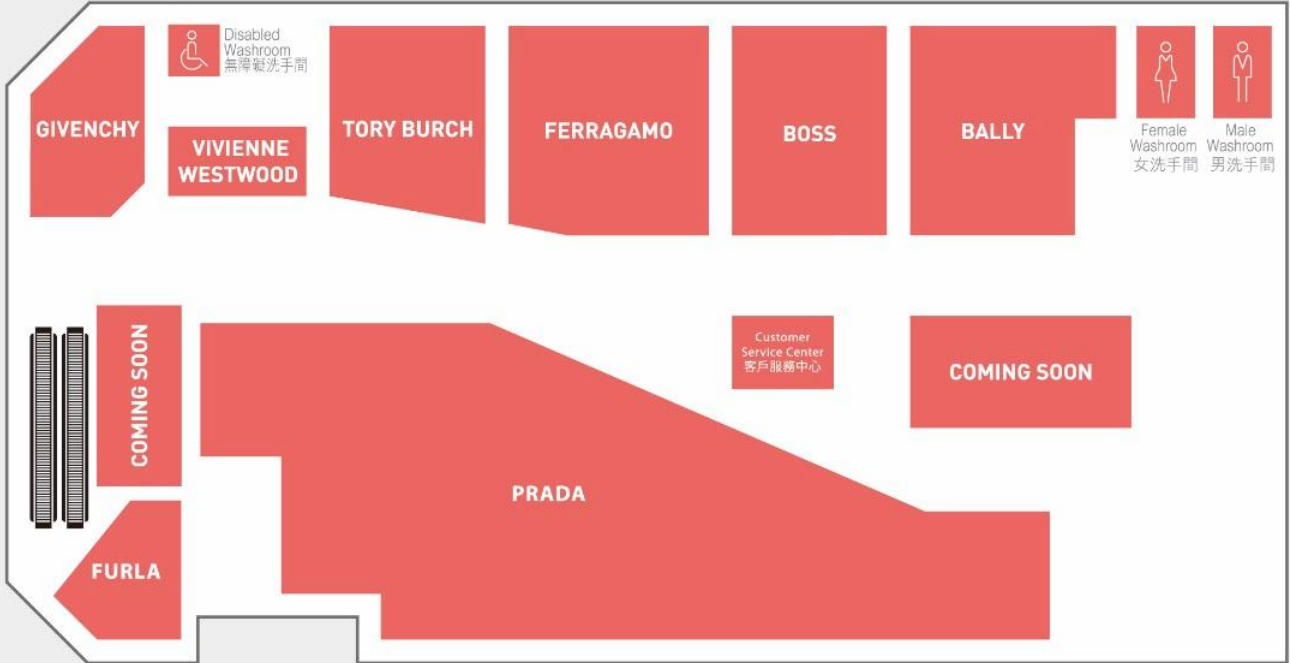 Disabled
Washroom
無障礙洗手間
GIVENCHY
VIVIENNE
WESTWOOD
TORY BURCH
FERRAGAMO
BOSS
BALLY
Female
Washroom
女洗手間
Male
Washroom
男洗手間
COMING SOON
Customer
Service Center
客戶服務中心
COMING SOON
PRADA
FURLA